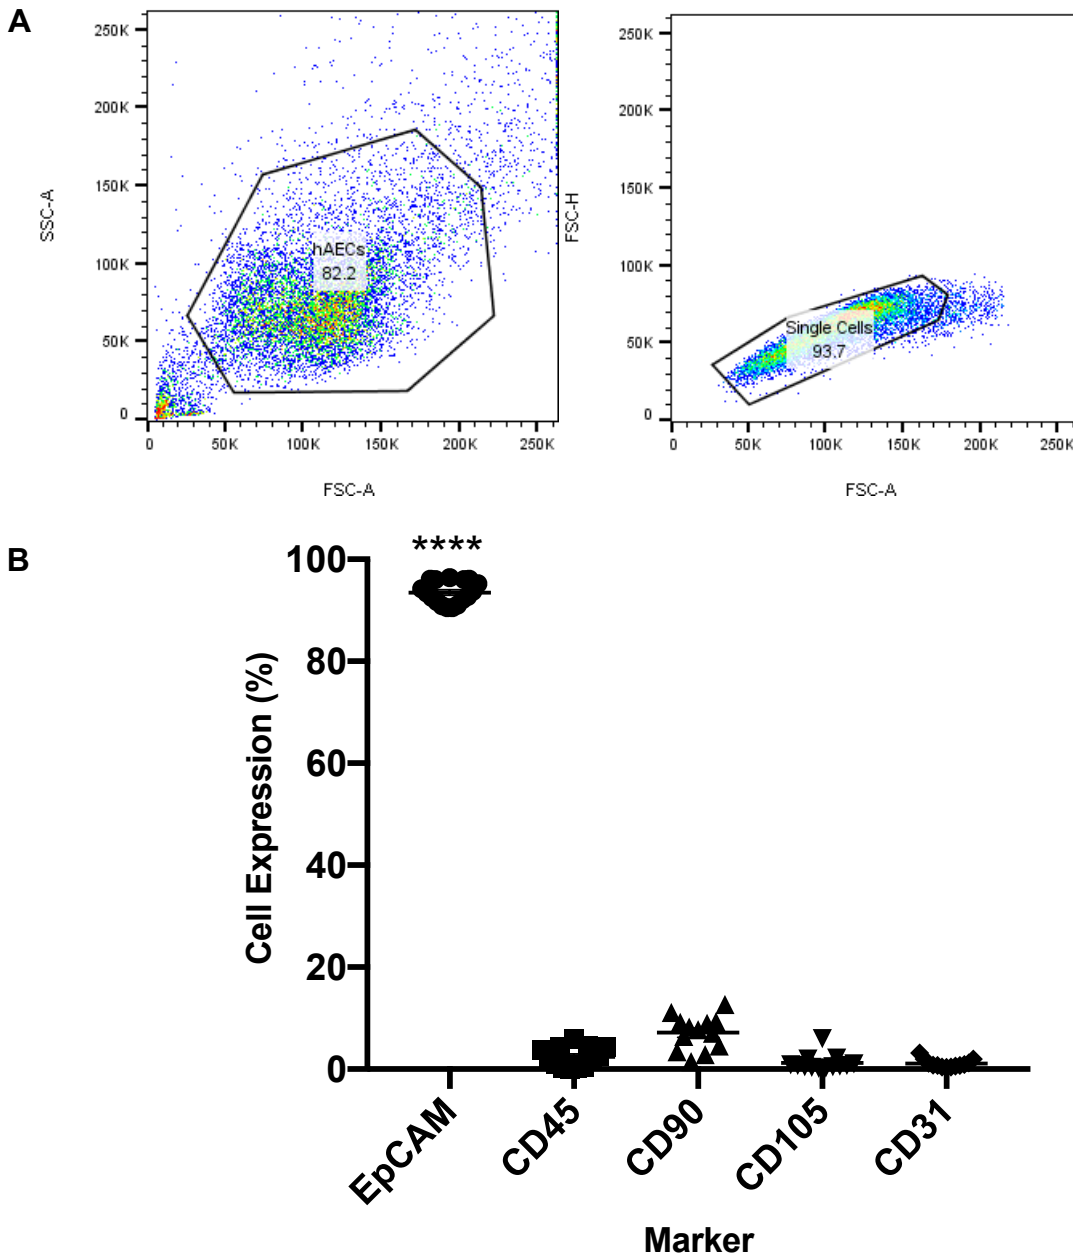 A
250K
200K
150K
100K
50K
0
SSC-A
hAECs
82.2
0
50K
100K
150K
200K
250K
FSC-A
250K
200K
150K
100K
50K
0
FSC-H
Single Cells
93.7
0
50K
100K
150K
200K
250K
FSC-A
B
****
100
80
60
40
20
0
Cell Expression (%)
EpCAM
CD45
CD90
CD105
CD31
Marker